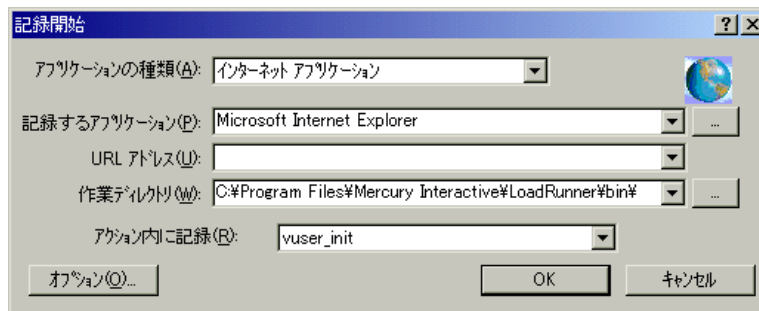 記録開始
アプリケーションの種類(A): インターネット アプリケーション
記録するアプリケーション(P): Microsoft Internet Explorer ...
URL アドレス(U):
作業ディレクトリ(W): C:¥Program Files¥Mercury Interactive¥LoadRunner¥bin¥ ...
アクション内に記録(R): vuser_init
オプション(O)... OK キャンセル